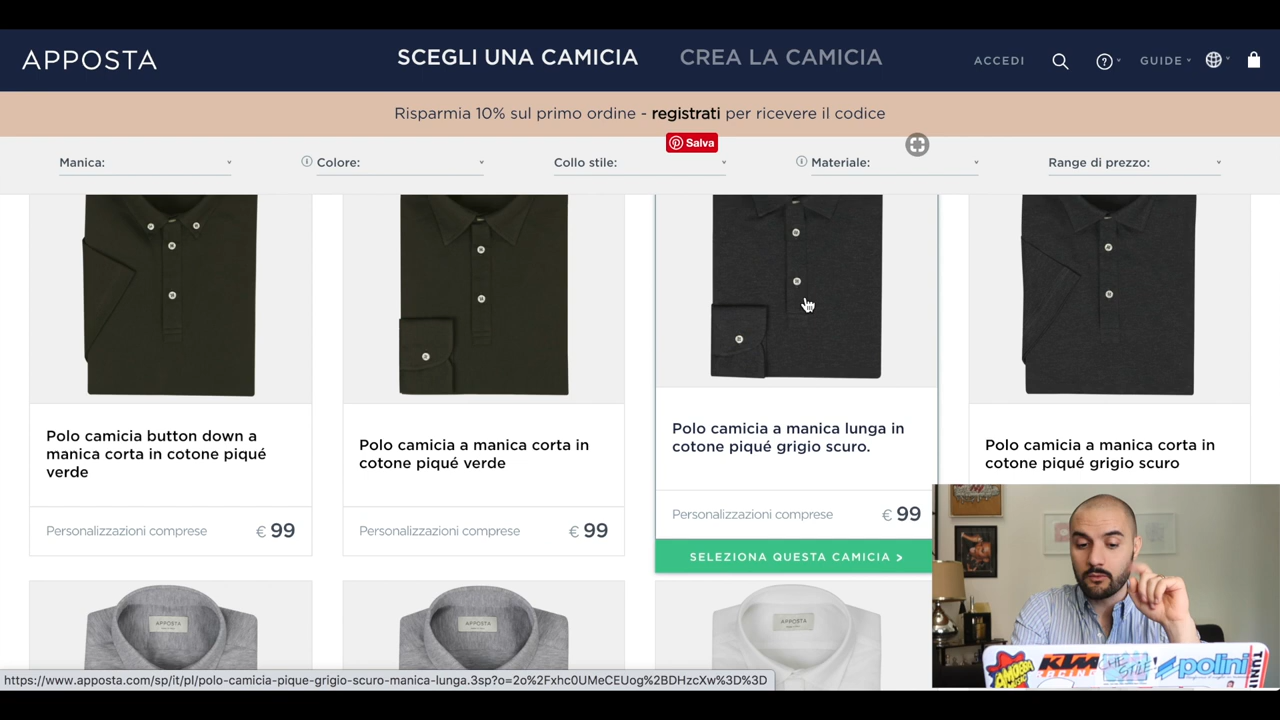 APPOSTA
SCEGLI UNA CAMICIA
CREA LA CAMICIA
ACCEDI
GUIDE
Risparmia 10% sul primo ordine - registrati per ricevere il codice
Salva
Manica:
Colore:
Collo stile:
Materiale:
Range di prezzo:
Polo camicia button down a
manica corta in cotone piqué
verde
Personalizzazioni comprese
€ 99
Polo camicia a manica corta in
cotone piqué verde
Personalizzazioni comprese
€ 99
Polo camicia a manica lunga in
cotone piqué grigio scuro.
Personalizzazioni comprese
€ 99
SELEZIONA QUESTA CAMICIA >
Polo camicia a manica corta in
cotone piqué grigio scuro
APPOSTA
APPOSTA
APPOSTA
KTM
CHE
STILE
polini
https://www.apposta.com/sp/it/pl/polo-camicia-pique-grigio-scuro-manica-lunga.3sp?o=2o%2Fxhc0UMeCEUog%2BDHzcXw%3D%3D